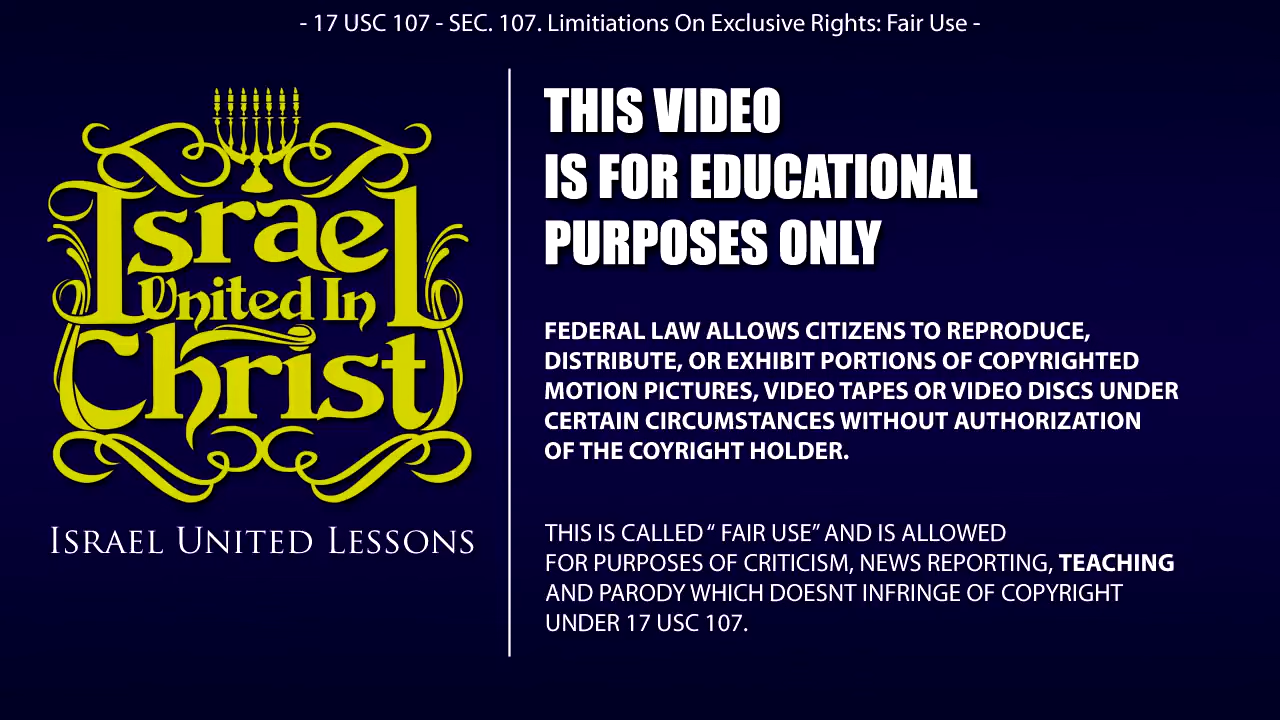 - 17 USC 107 - SEC. 107. Limitiations On Exclusive Rights: Fair Use -
Israel
United In
Christ
ISRAEL UNITED LESSONS
THIS VIDEO
IS FOR EDUCATIONAL
PURPOSES ONLY
FEDERAL LAW ALLOWS CITIZENS TO REPRODUCE,
DISTRIBUTE, OR EXHIBIT PORTIONS OF COPYRIGHTED
MOTION PICTURES, VIDEO TAPES OR VIDEO DISCS UNDER
CERTAIN CIRCUMSTANCES WITHOUT AUTHORIZATION
OF THE COYRIGHT HOLDER.
THIS IS CALLED “ FAIR USE” AND IS ALLOWED
FOR PURPOSES OF CRITICISM, NEWS REPORTING, TEACHING
AND PARODY WHICH DOESNT INFRINGE OF COPYRIGHT
UNDER 17 USC 107.